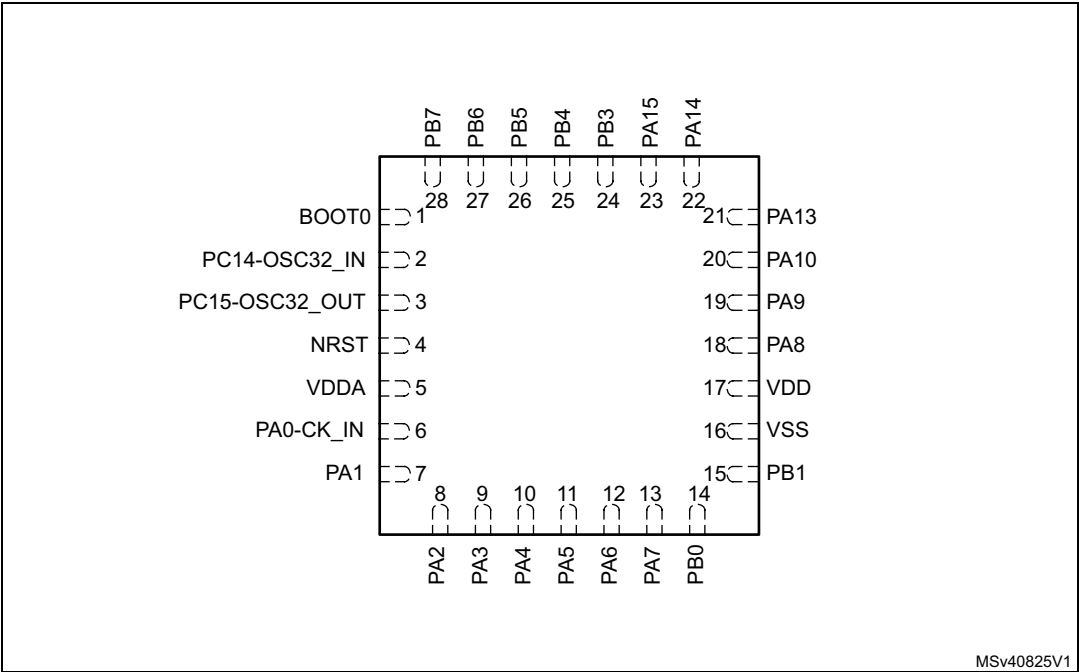 PB7 PB6 PB5 PB4 PB3 PA15 PA14
28 27 26 25 24 23 22
BOOT0 1 21 PA13
PC14-OSC32_IN 2 20 PA10
PC15-OSC32_OUT 3 19 PA9
NRST 4 18 PA8
VDDA 5 17 VDD
PA0-CK_IN 6 16 VSS
PA1 7 15 PB1
8 9 10 11 12 13 14
PA2 PA3 PA4 PA5 PA6 PA7 PB0
MSv40825V1